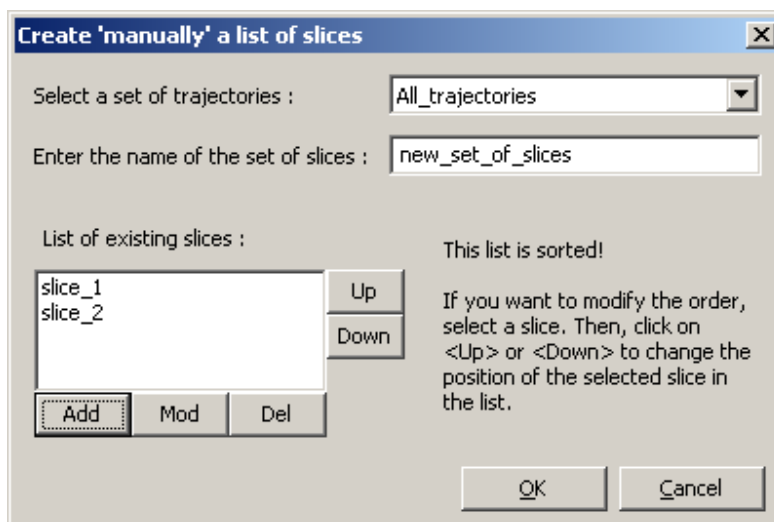 Create 'manually' a list of slices
Select a set of trajectories :
All_trajectories
Enter the name of the set of slices :
new_set_of_slices
List of existing slices :
slice_1
slice_2
Up
Down
Add
Mod
Del
This list is sorted!
If you want to modify the order,
select a slice. Then, click on
<Up> or <Down> to change the
position of the selected slice in
the list.
OK
Cancel